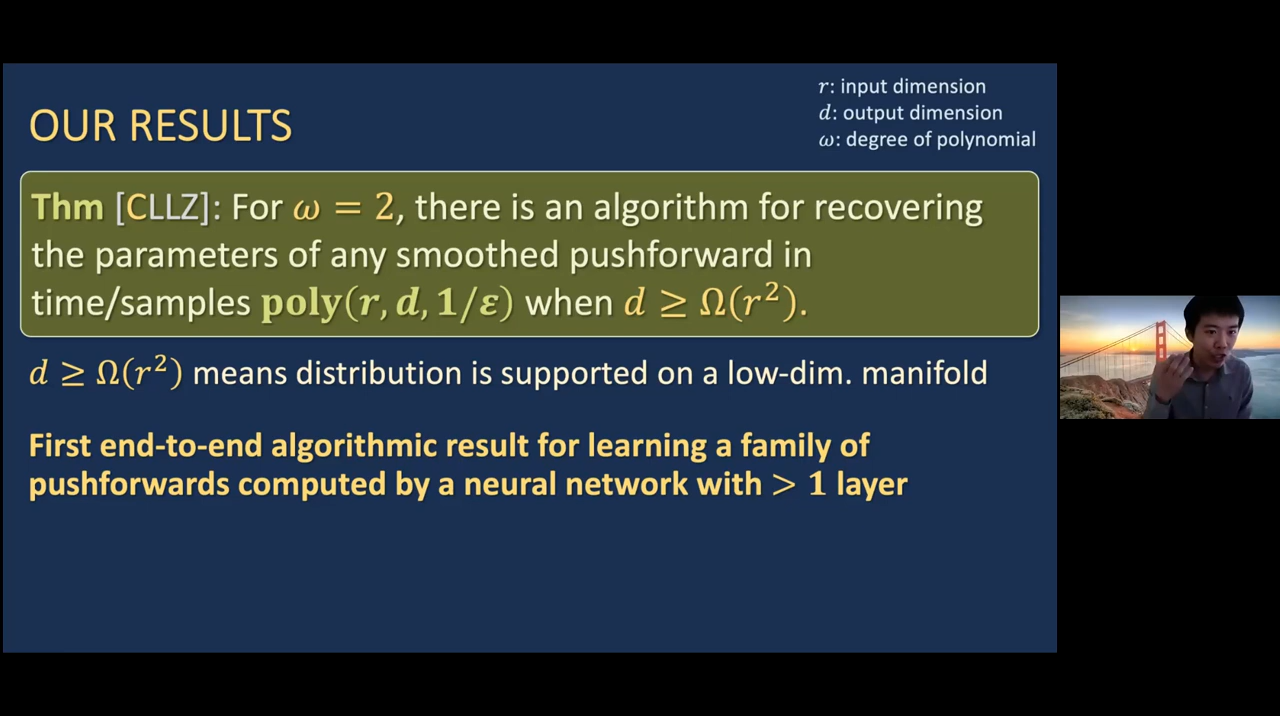 r: input dimension
d: output dimension
ω: degree of polynomial
OUR RESULTS
Thm [CLLZ]: For ω = 2, there is an algorithm for recovering
the parameters of any smoothed pushforward in
time/samples poly(r, d, 1/ε) when d ≥ Ω(r²).
d ≥ Ω(r²) means distribution is supported on a low-dim. manifold
First end-to-end algorithmic result for learning a family of
pushforwards computed by a neural network with > 1 layer